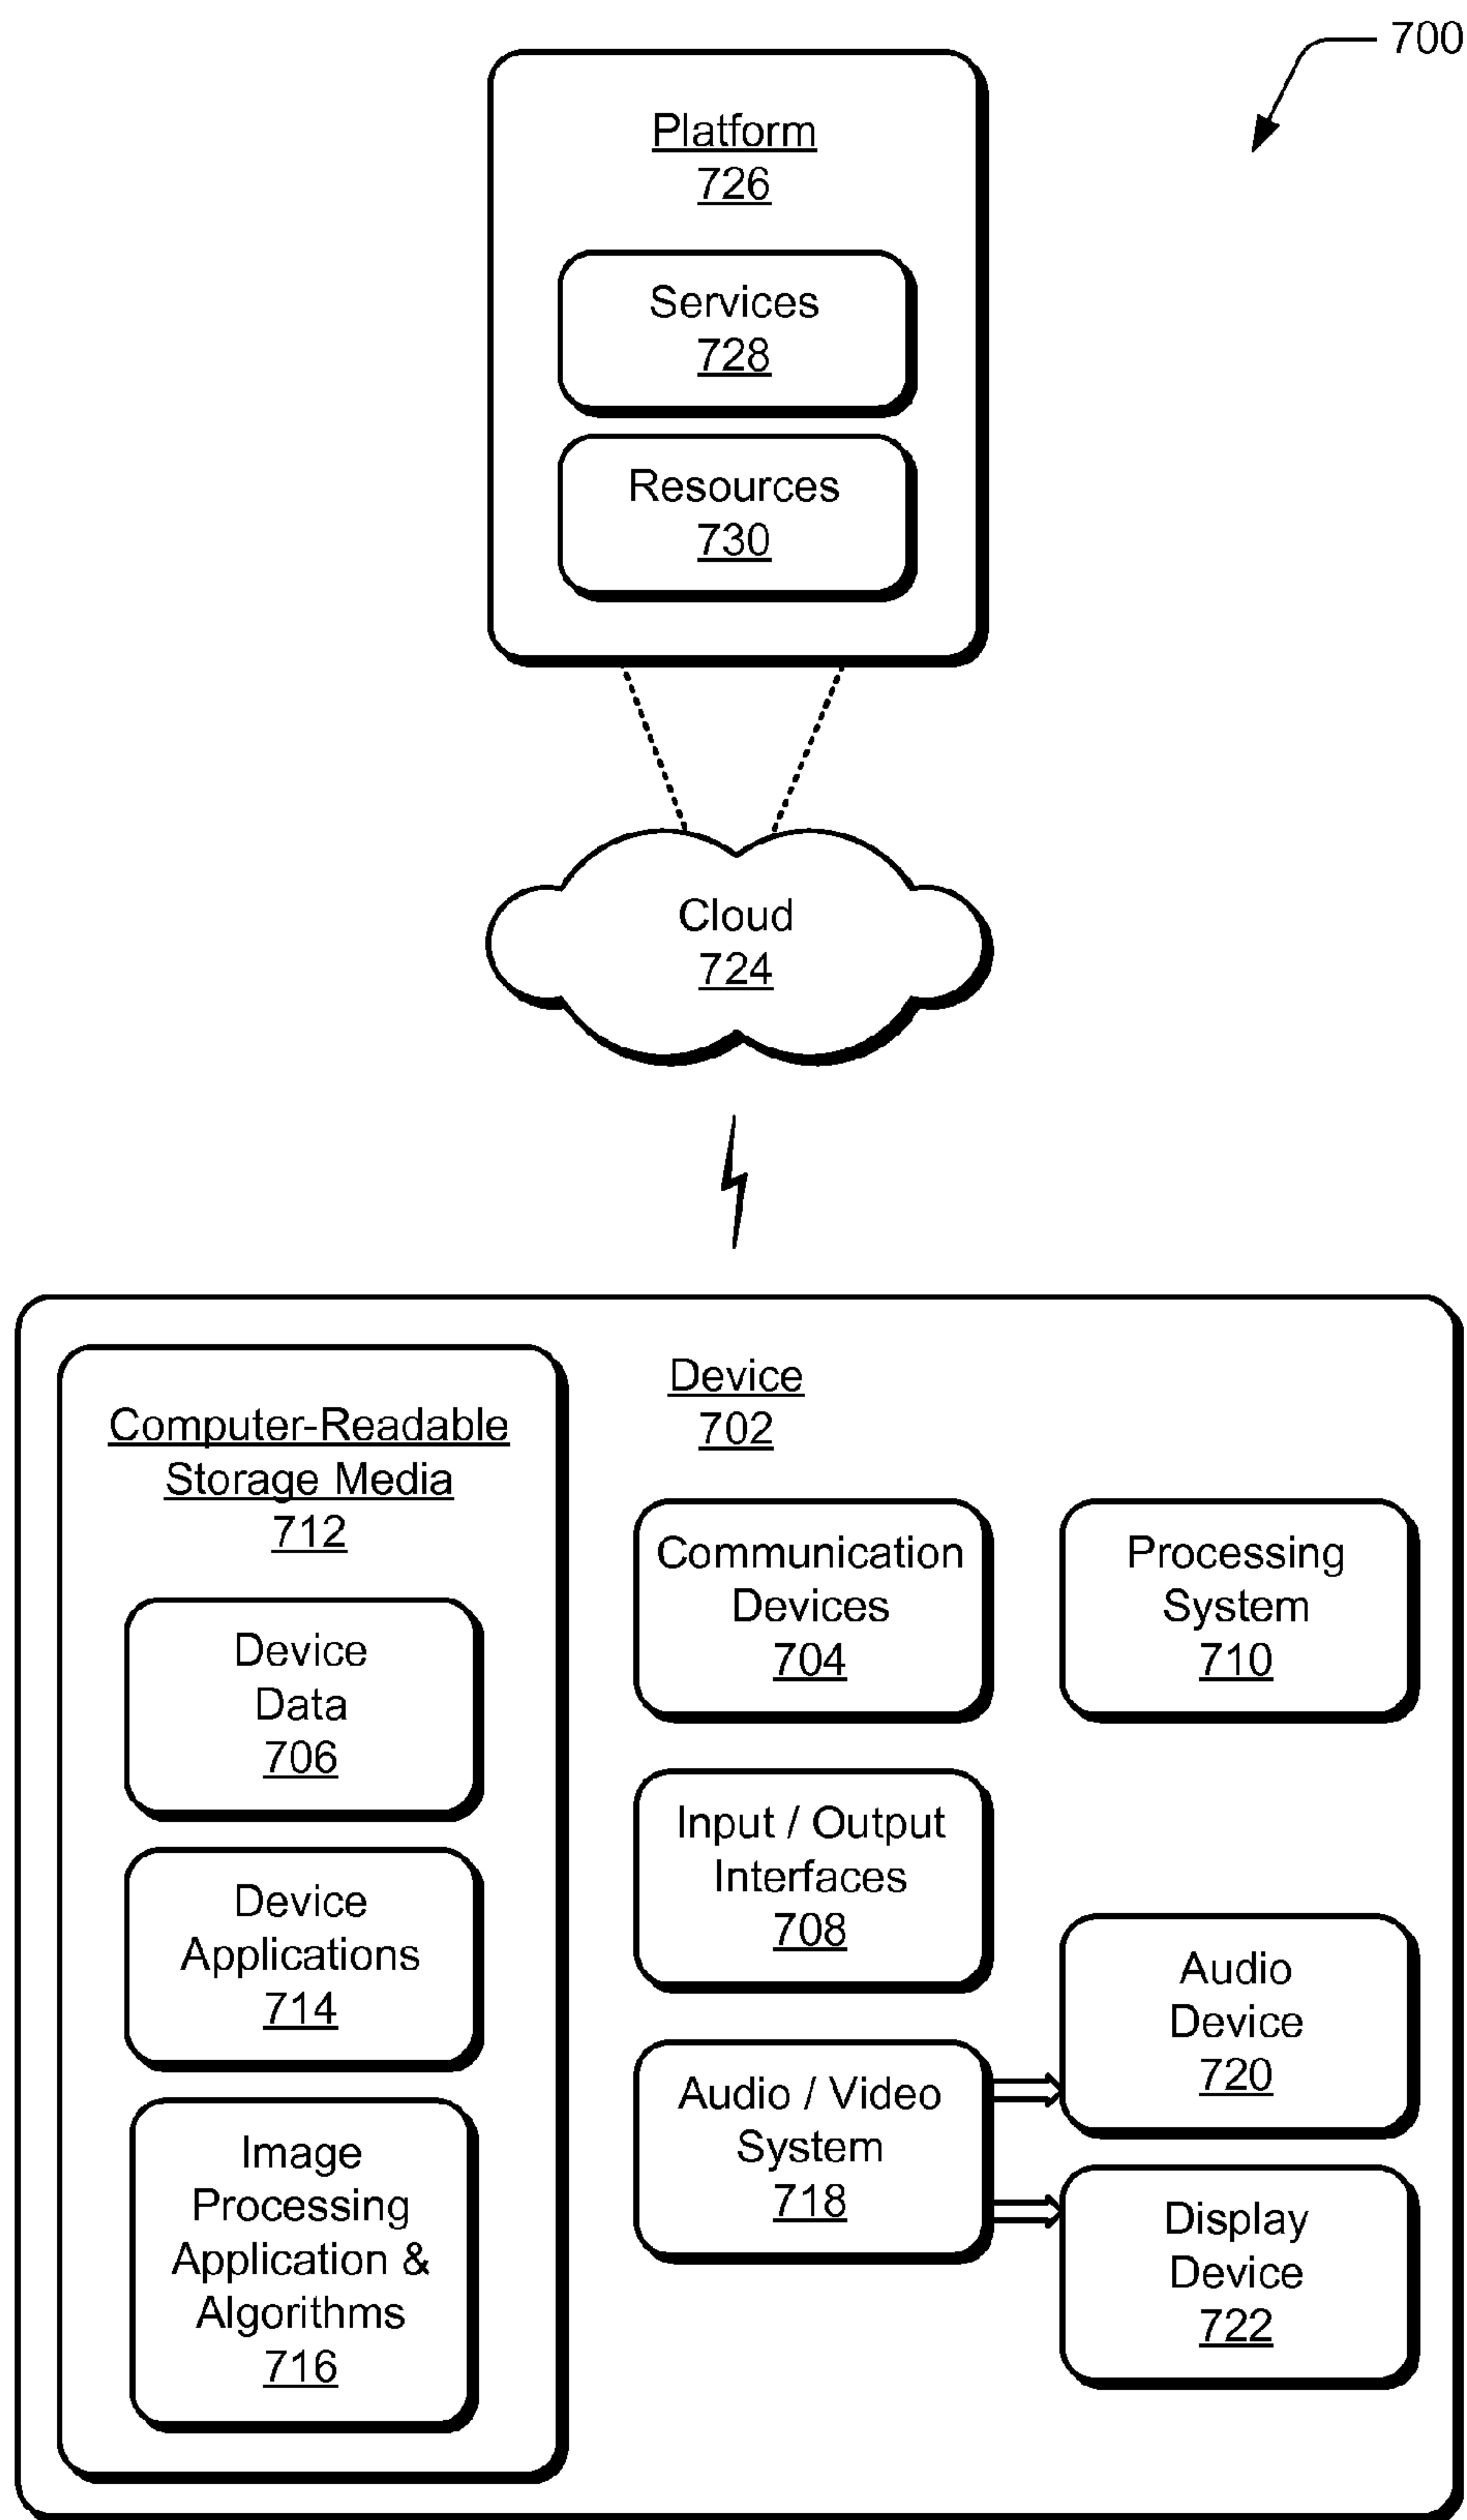 700
Platform
726
Services
728
Resources
730
Cloud
724
Device
702
Computer-Readable
Storage Media
712
Device
Data
706
Device
Applications
714
Image
Processing
Application &
Algorithms
716
Communication
Devices
704
Processing
System
710
Input / Output
Interfaces
708
Audio / Video
System
718
Audio
Device
720
Display
Device
722